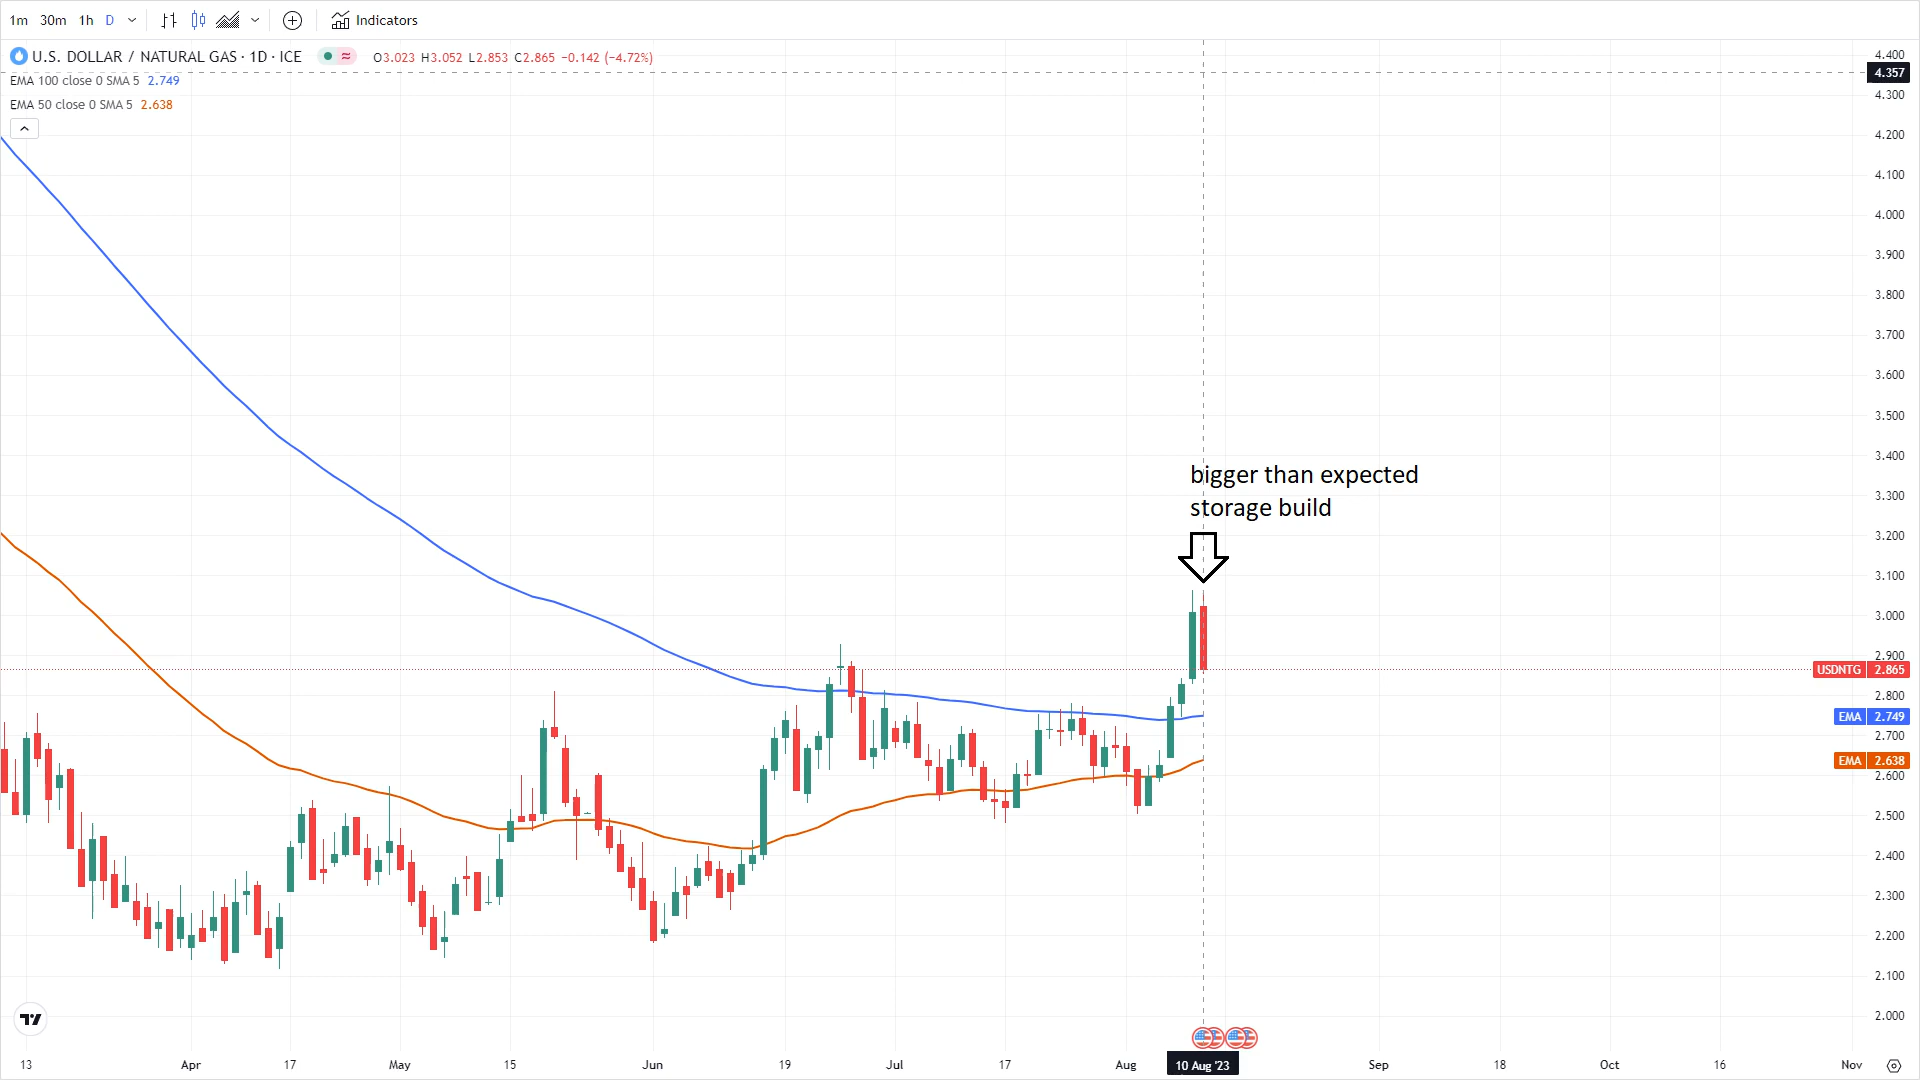 1m 30m 1h D Indicators
U.S. DOLLAR / NATURAL GAS · 1D · ICE O3.023 H3.052 L2.853 C2.865 −0.142 (−4.72%)
EMA 100 close 0 SMA 5 2.749
EMA 50 close 0 SMA 5 2.638
4.400
4.357
4.300
4.200
4.100
4.000
3.900
3.800
3.700
3.600
3.500
3.400
bigger than expected
3.300
storage build
3.200
3.100
3.000
2.900
USDNTG 2.865
2.800
EMA 2.749
2.700
EMA 2.638
2.600
2.500
2.400
2.300
2.200
2.100
2.000
13 Apr 17 May 15 Jun 19 Jul 17 Aug 10 Aug '23 Sep 18 Oct 16 Nov